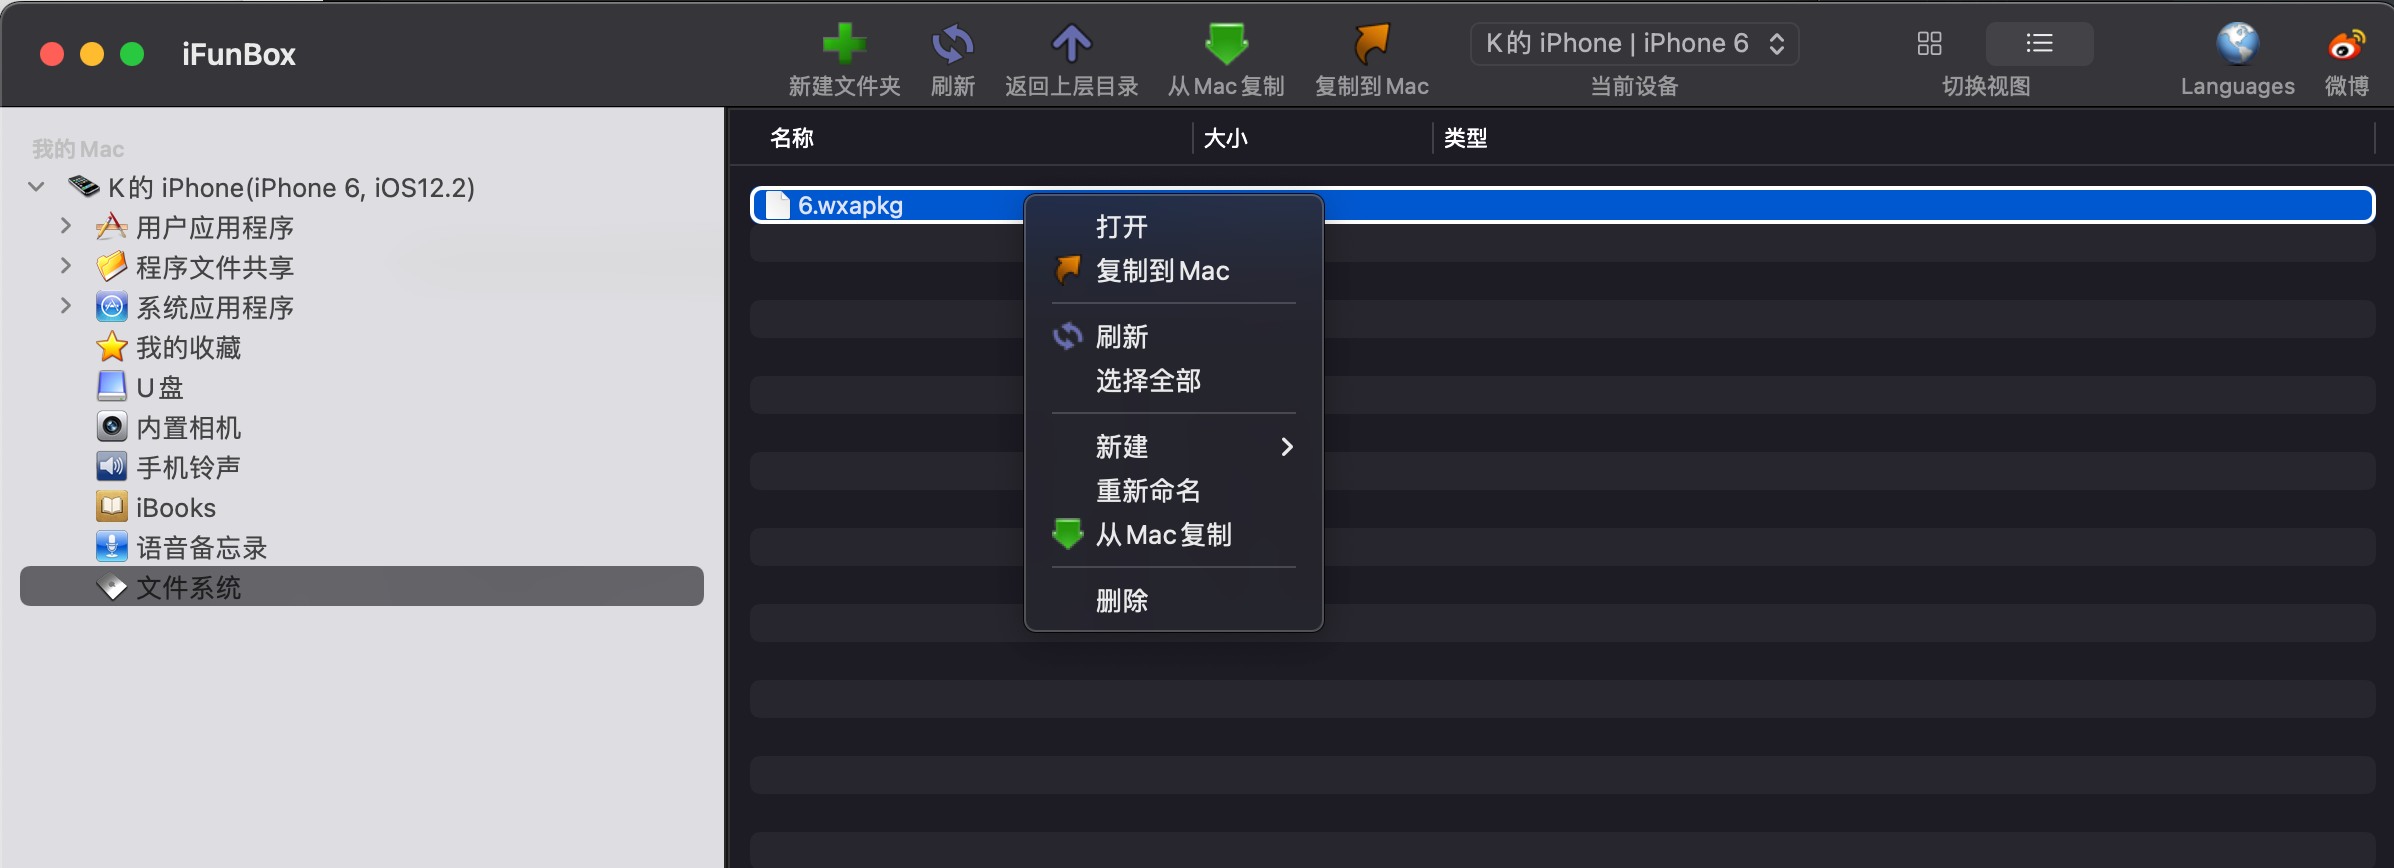 iFunBox
新建文件夹
刷新
返回上层目录
从Mac复制
复制到Mac
K的 iPhone | iPhone 6
当前设备
切换视图
Languages
微博
我的Mac
K的 iPhone(iPhone 6, iOS12.2)
用户应用程序
程序文件共享
系统应用程序
我的收藏
U盘
内置相机
手机铃声
iBooks
语音备忘录
文件系统
名称
大小
类型
6.wxapkg
打开
复制到Mac
刷新
选择全部
新建
重新命名
从Mac复制
删除